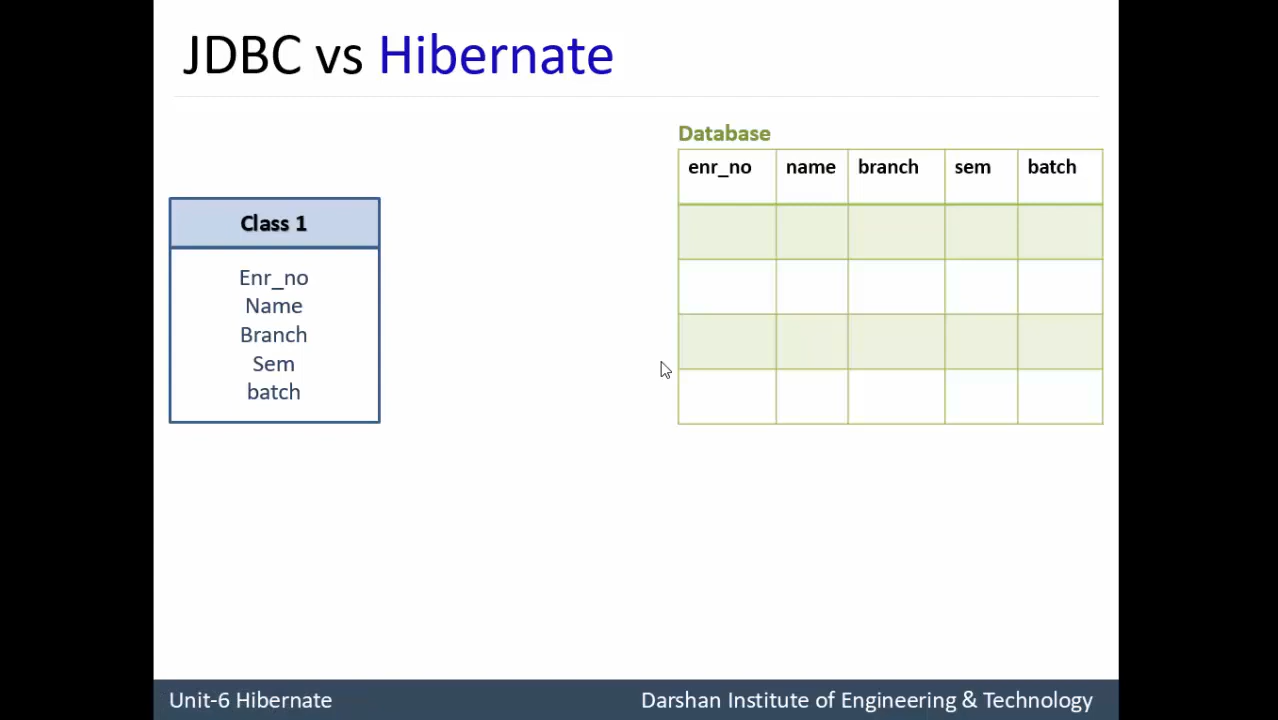 JDBC vs Hibernate
Database
enr_no name branch sem batch
Class 1
Enr_no
Name
Branch
Sem
batch
Unit-6 Hibernate
Darshan Institute of Engineering & Technology